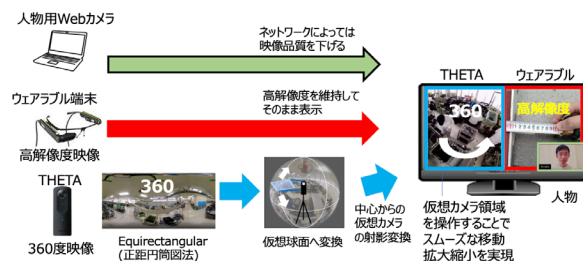 人物用Webカメラ
ネットワークによっては
映像品質を下げる
ウェアラブル端末
高解像度映像
高解像度を維持して
そのまま表示
THETA
360度映像
360
Equirectangular
(正距円筒図法)
仮想球面へ変換
中心からの
仮想カメラ
の射影変換
THETA
ウェアラブル
360
高解像度
人物
仮想カメラ領域
を操作することで
スムーズな移動
拡大縮小を実現